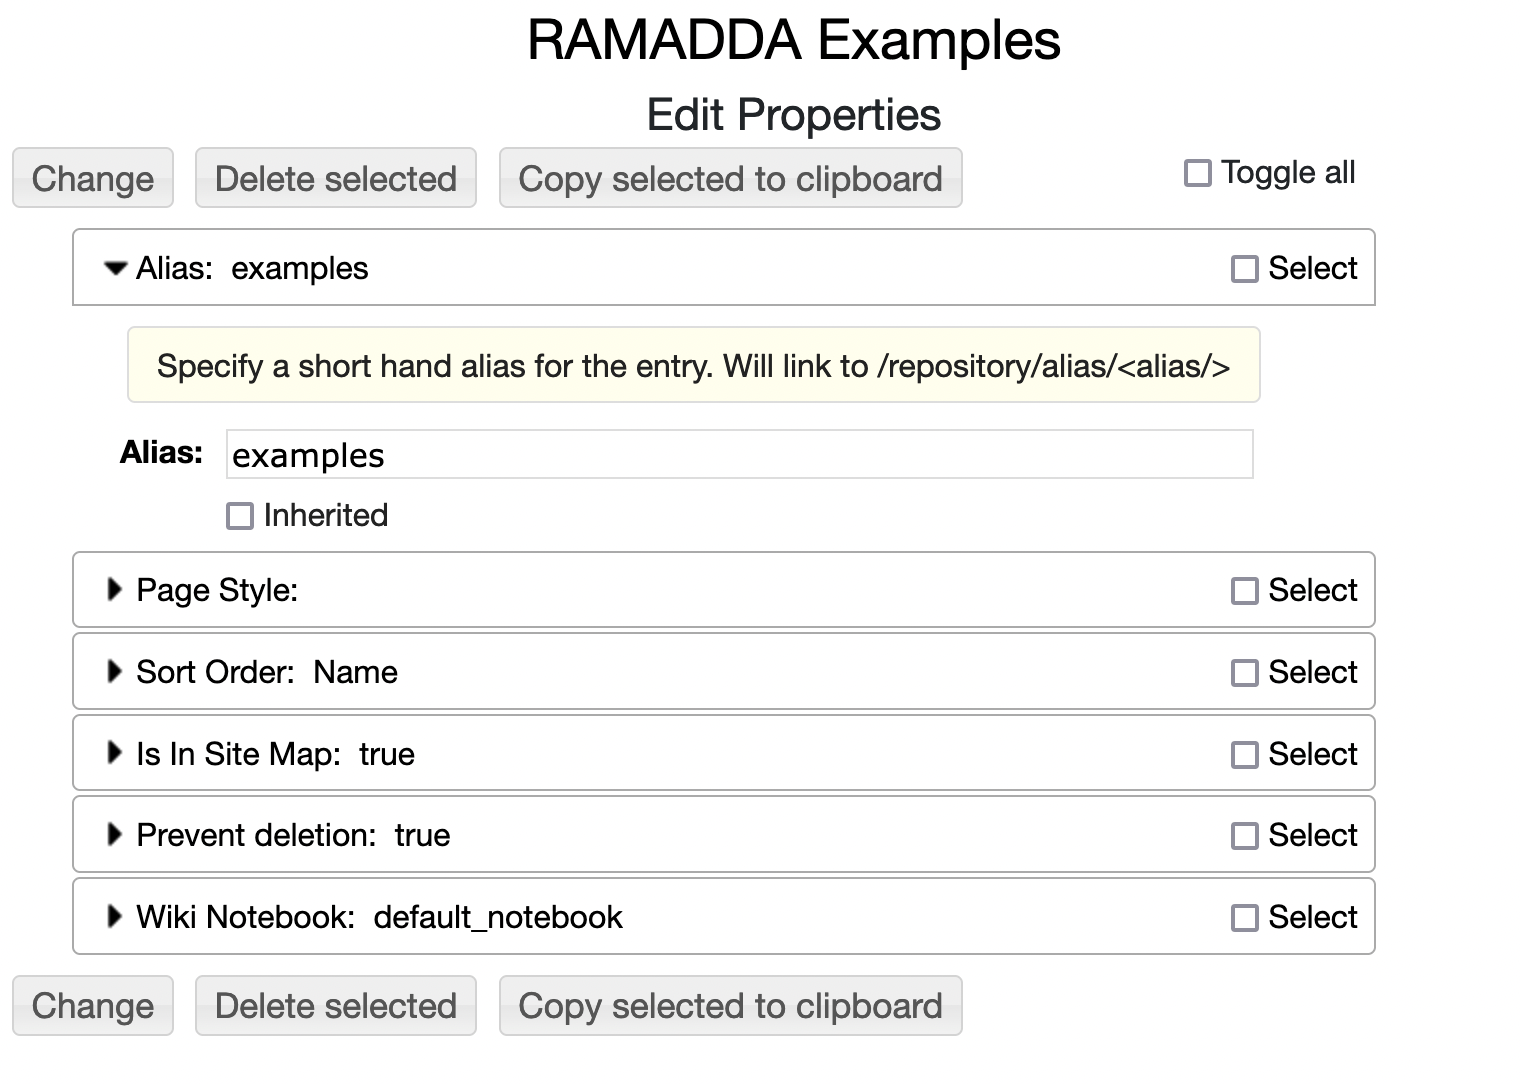 RAMADDA Examples
Edit Properties
Change Delete selected Copy selected to clipboard Toggle all
Alias: examples Select
Specify a short hand alias for the entry. Will link to /repository/alias/<alias/>
Alias: examples
Inherited
Page Style: Select
Sort Order: Name Select
Is In Site Map: true Select
Prevent deletion: true Select
Wiki Notebook: default_notebook Select
Change Delete selected Copy selected to clipboard